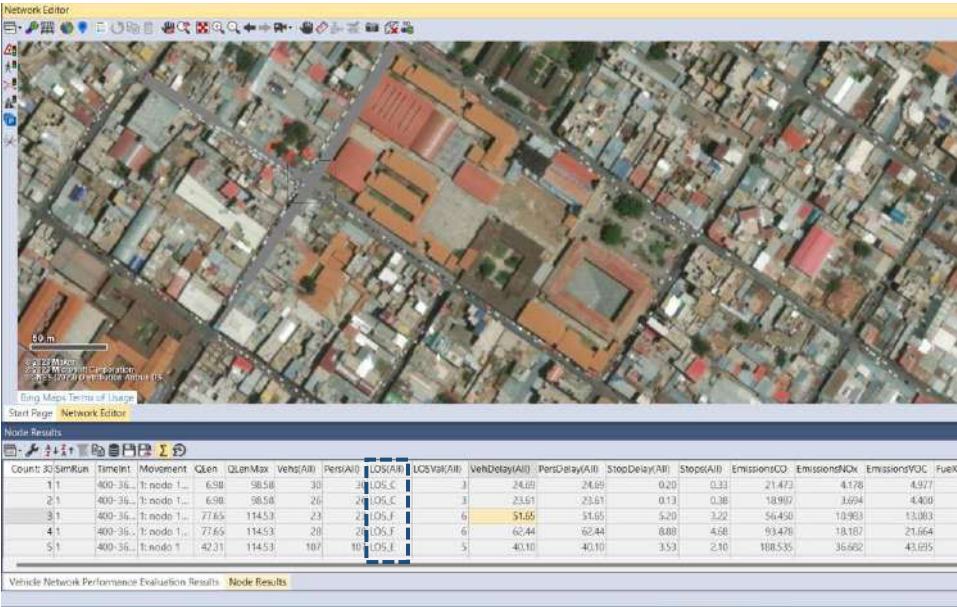 Network Editor
50 m
Bing Maps Terms of Usage
Start Page Network Editor
Node Results
Count: 30 SimRun TimeInt Movement QLen QLenMax Vehs(All) Pers(All) LOS(All) LOSVal(All) VehDelay(All) PersDelay(All) StopDelay(All) Stops(All) EmissionsCO EmissionsNOx EmissionsVOC
1 1 400-36... 1: node 1... 6.98 98.58 30 30 LOS_C 3 24.69 24.69 0.20 0.33 21.473 4.178 4.977
2 1 400-36... 1: node 1... 6.98 98.58 26 26 LOS_C 3 23.61 23.61 0.13 0.38 18.987 3.694 4.400
3 1 400-36... 1: node 1... 77.65 114.53 23 23 LOS_F 6 51.65 51.65 5.20 3.22 56.450 10.983 13.083
4 1 400-36... 1: node 1... 77.65 114.53 28 28 LOS_F 6 62.44 62.44 8.88 4.68 93.478 18.187 21.664
5 1 400-36... 1: node 1 42.31 114.53 107 107 LOS_E 5 40.10 40.10 3.53 2.10 188.535 36.682 43.695
Vehicle Network Performance Evaluation Results Node Results